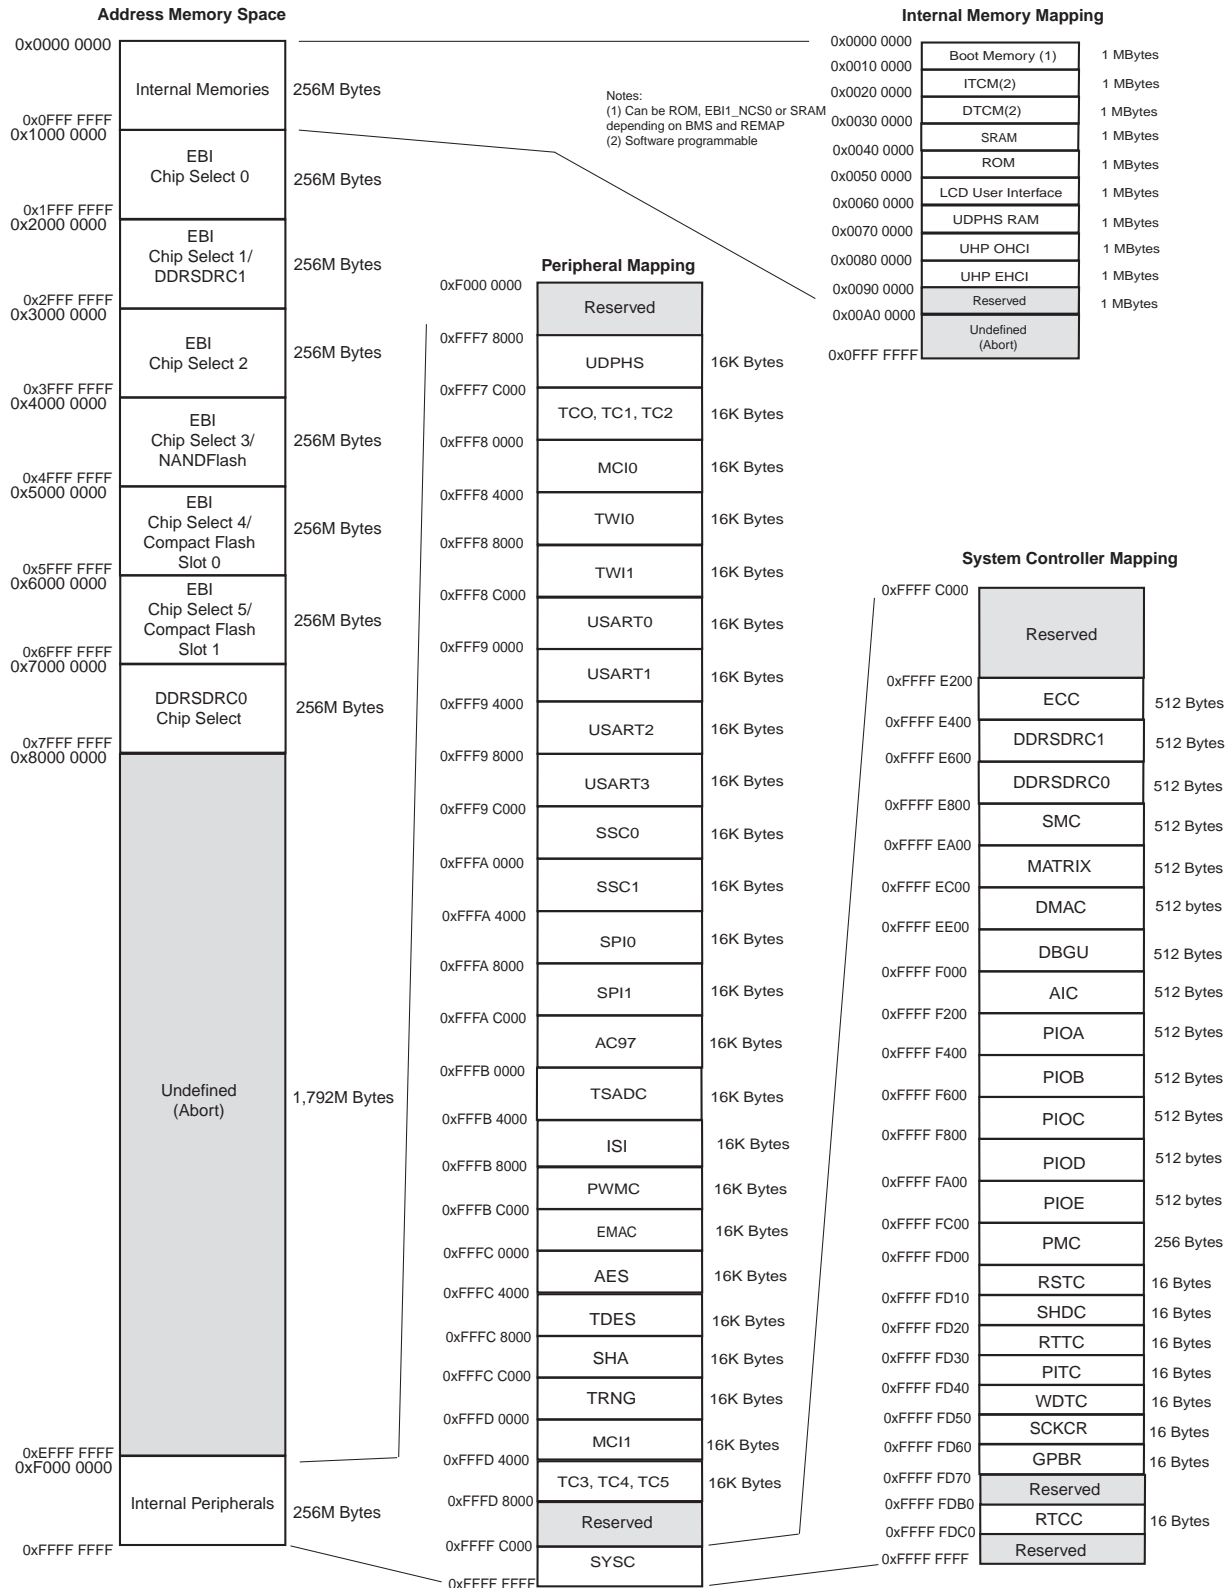 Address Memory Space
0x0000 0000
Internal Memories
256M Bytes
0x0FFF FFFF
0x1000 0000
EBI
Chip Select 0
256M Bytes
0x1FFF FFFF
0x2000 0000
EBI
Chip Select 1/
DDRSDRC1
256M Bytes
0x2FFF FFFF
0x3000 0000
EBI
Chip Select 2
256M Bytes
0x3FFF FFFF
0x4000 0000
EBI
Chip Select 3/
NANDFlash
256M Bytes
0x4FFF FFFF
0x5000 0000
EBI
Chip Select 4/
Compact Flash
Slot 0
256M Bytes
0x5FFF FFFF
0x6000 0000
EBI
Chip Select 5/
Compact Flash
Slot 1
256M Bytes
0x6FFF FFFF
0x7000 0000
DDRSDRC0
Chip Select
256M Bytes
0x7FFF FFFF
0x8000 0000
Undefined
(Abort)
1,792M Bytes
0xEFFF FFFF
0xF000 0000
Internal Peripherals
256M Bytes
0xFFFF FFFF
Peripheral Mapping
0xF000 0000
Reserved
0xFFF7 8000
UDPHS
16K Bytes
0xFFF7 C000
TCO, TC1, TC2
16K Bytes
0xFFF8 0000
MCI0
16K Bytes
0xFFF8 4000
TWI0
16K Bytes
0xFFF8 8000
TWI1
16K Bytes
0xFFF8 C000
USART0
16K Bytes
0xFFF9 0000
USART1
16K Bytes
0xFFF9 4000
USART2
16K Bytes
0xFFF9 8000
USART3
16K Bytes
0xFFF9 C000
SSC0
16K Bytes
0xFFFA 0000
SSC1
16K Bytes
0xFFFA 4000
SPI0
16K Bytes
0xFFFA 8000
SPI1
16K Bytes
0xFFFA C000
AC97
16K Bytes
0xFFFB 0000
TSADC
16K Bytes
0xFFFB 4000
ISI
16K Bytes
0xFFFB 8000
PWMC
16K Bytes
0xFFFB C000
EMAC
16K Bytes
0xFFFC 0000
AES
16K Bytes
0xFFFC 4000
TDES
16K Bytes
0xFFFC 8000
SHA
16K Bytes
0xFFFC C000
TRNG
16K Bytes
0xFFFD 0000
MCI1
16K Bytes
0xFFFD 4000
TC3, TC4, TC5
16K Bytes
0xFFFD 8000
Reserved
0xFFFF C000
SYSC
0xFFFF FFFF
Notes:
(1) Can be ROM, EBI1_NCS0 or SRAM
depending on BMS and REMAP
(2) Software programmable
Internal Memory Mapping
0x0000 0000
Boot Memory (1)
1 MBytes
0x0010 0000
ITCM(2)
1 MBytes
0x0020 0000
DTCM(2)
1 MBytes
0x0030 0000
SRAM
1 MBytes
0x0040 0000
ROM
1 MBytes
0x0050 0000
LCD User Interface
1 MBytes
0x0060 0000
UDPHS RAM
1 MBytes
0x0070 0000
UHP OHCI
1 MBytes
0x0080 0000
UHP EHCI
1 MBytes
0x0090 0000
Reserved
1 MBytes
0x00A0 0000
Undefined
(Abort)
0x0FFF FFFF
System Controller Mapping
0xFFFF C000
Reserved
0xFFFF E200
ECC
512 Bytes
0xFFFF E400
DDRSDRC1
512 Bytes
0xFFFF E600
DDRSDRC0
512 Bytes
0xFFFF E800
SMC
512 Bytes
0xFFFF EA00
MATRIX
512 Bytes
0xFFFF EC00
DMAC
512 bytes
0xFFFF EE00
DBGU
512 Bytes
0xFFFF F000
AIC
512 Bytes
0xFFFF F200
PIOA
512 Bytes
0xFFFF F400
PIOB
512 Bytes
0xFFFF F600
PIOC
512 Bytes
0xFFFF F800
PIOD
512 bytes
0xFFFF FA00
PIOE
512 bytes
0xFFFF FC00
PMC
256 Bytes
0xFFFF FD00
RSTC
16 Bytes
0xFFFF FD10
SHDC
16 Bytes
0xFFFF FD20
RTTC
16 Bytes
0xFFFF FD30
PITC
16 Bytes
0xFFFF FD40
WDTC
16 Bytes
0xFFFF FD50
SCKCR
16 Bytes
0xFFFF FD60
GPBR
16 Bytes
0xFFFF FD70
Reserved
0xFFFF FDB0
RTCC
16 Bytes
0xFFFF FDC0
Reserved
0xFFFF FFFF